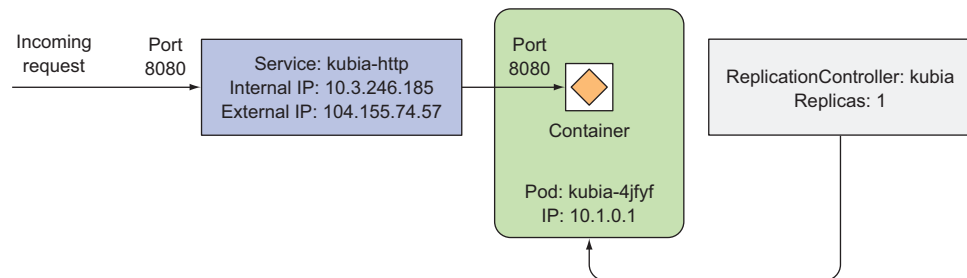 Incoming
request
Port
8080
Service: kubia-http
Internal IP: 10.3.246.185
External IP: 104.155.74.57
Port
8080
Container
Pod: kubia-4jfyf
IP: 10.1.0.1
ReplicationController: kubia
Replicas: 1